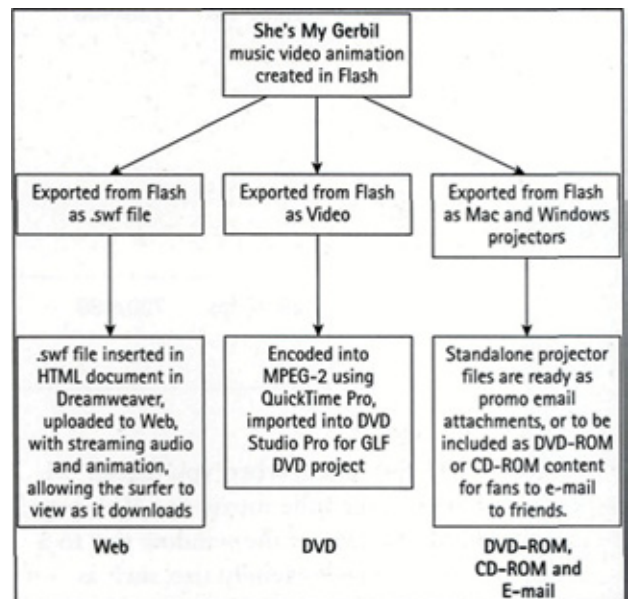 She's My Gerbil
music video animation
created in Flash
Exported from Flash
as .swf file
Exported from Flash
as Video
Exported from Flash
as Mac and Windows
projectors
.swf file inserted in
HTML document in
Dreamweaver,
uploaded to Web,
with streaming audio
and animation,
allowing the surfer to
view as it downloads
Web
Encoded into
MPEG-2 using
QuickTime Pro,
imported into DVD
Studio Pro for GLF
DVD project
DVD
Standalone projector
files are ready as
promo email
attachments, or to be
included as DVD-ROM
or CD-ROM content
for fans to e-mail
to friends.
DVD-ROM,
CD-ROM and
E-mail